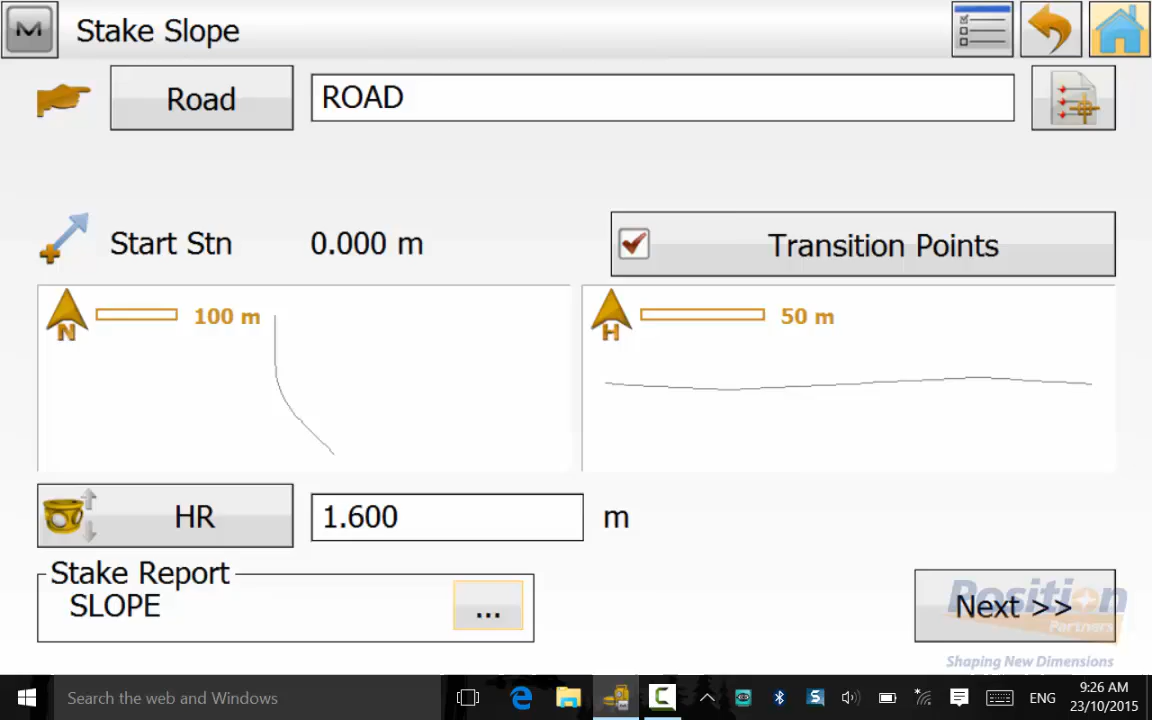 Stake Slope
Road
ROAD
Start Stn
0.000 m
Transition Points
N
100 m
H
50 m
HR
1.600
m
Stake Report
SLOPE
...
Next >>
Position
Partners
Shaping New Dimensions
Search the web and Windows
ENG
9:26 AM
23/10/2015